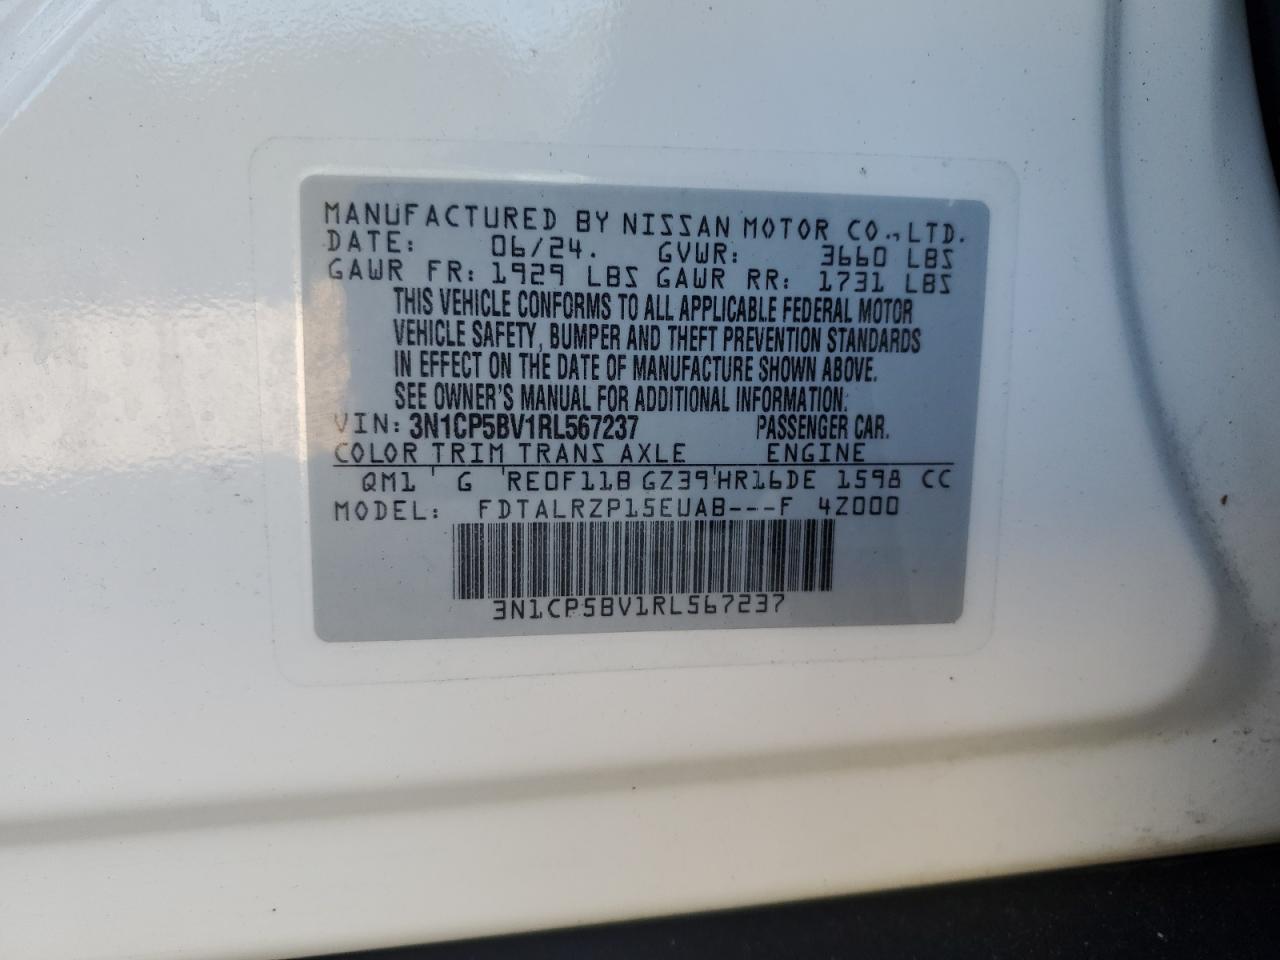 MANUFACTURED BY NISSAN MOTOR CO.,LTD.
DATE: 06/24. GVWR: 3660 LBS
GAWR FR: 1929 LBS GAWR RR: 1731 LBS
THIS VEHICLE CONFORMS TO ALL APPLICABLE FEDERAL MOTOR
VEHICLE SAFETY, BUMPER AND THEFT PREVENTION STANDARDS
IN EFFECT ON THE DATE OF MANUFACTURE SHOWN ABOVE.
SEE OWNER'S MANUAL FOR ADDITIONAL INFORMATION.
VIN: 3N1CP5BV1RL567237 PASSENGER CAR.
COLOR TRIM TRANS AXLE ENGINE
QM1 ' G 'RE0F11B GZ39'HR16DE 1598 CC
MODEL: FDTALRZP15EUAB---F 4Z000
3N1CP5BV1RL567237